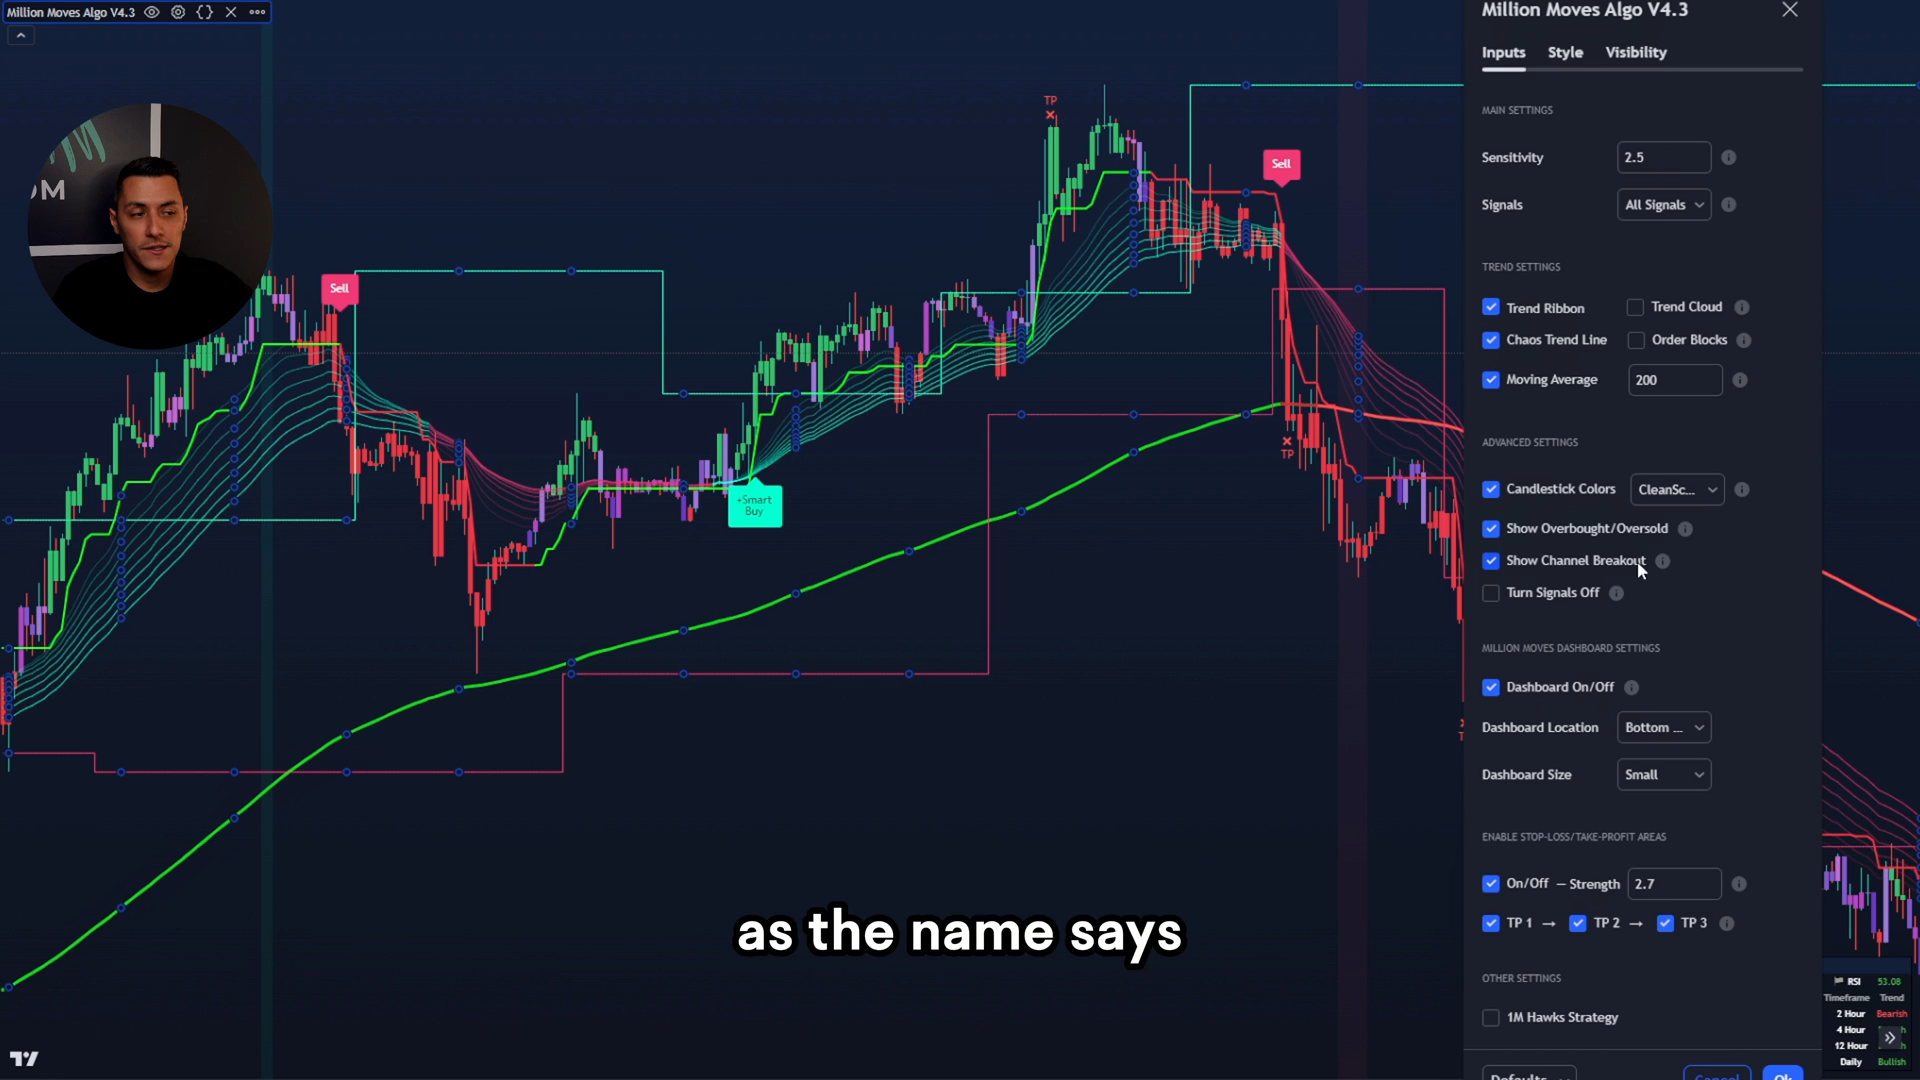 Million Moves Algo V4.3
OM
Sell
TP
Sell
+Smart
Buy
TP
as the name says
Million Moves Algo V4.3
Inputs Style Visibility
MAIN SETTINGS
Sensitivity 2.5
Signals All Signals
TREND SETTINGS
Trend Ribbon Trend Cloud
Chaos Trend Line Order Blocks
Moving Average 200
ADVANCED SETTINGS
Candlestick Colors CleanSc...
Show Overbought/Oversold
Show Channel Breakout
Turn Signals Off
MILLION MOVES DASHBOARD SETTINGS
Dashboard On/Off
Dashboard Location Bottom ...
Dashboard Size Small
ENABLE STOP-LOSS/TAKE-PROFIT AREAS
On/Off — Strength 2.7
TP 1 → TP 2 → TP 3
OTHER SETTINGS
1M Hawks Strategy
Defaults Cancel Ok
RSI 53.08
Timeframe Trend
2 Hour Bearish
4 Hour
12 Hour
Daily Bullish